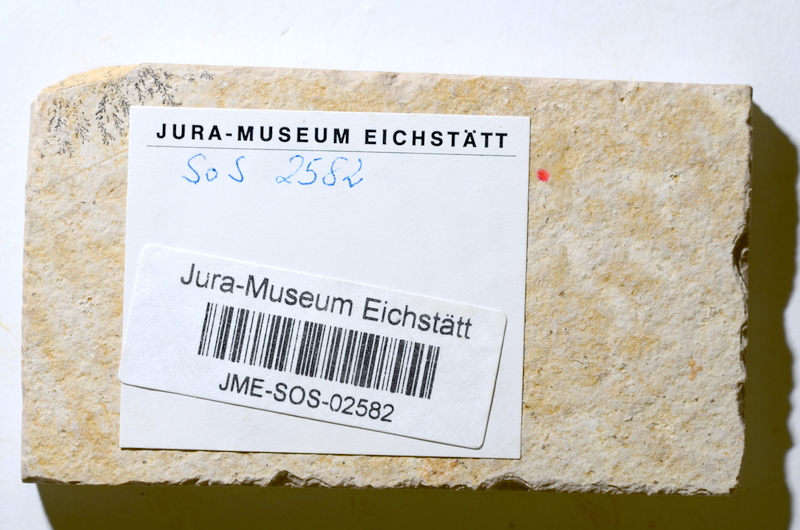 JURA-MUSEUM EICHSTÄTT
SoS 2582
Jura-Museum Eichstätt
JME-SOS-02582